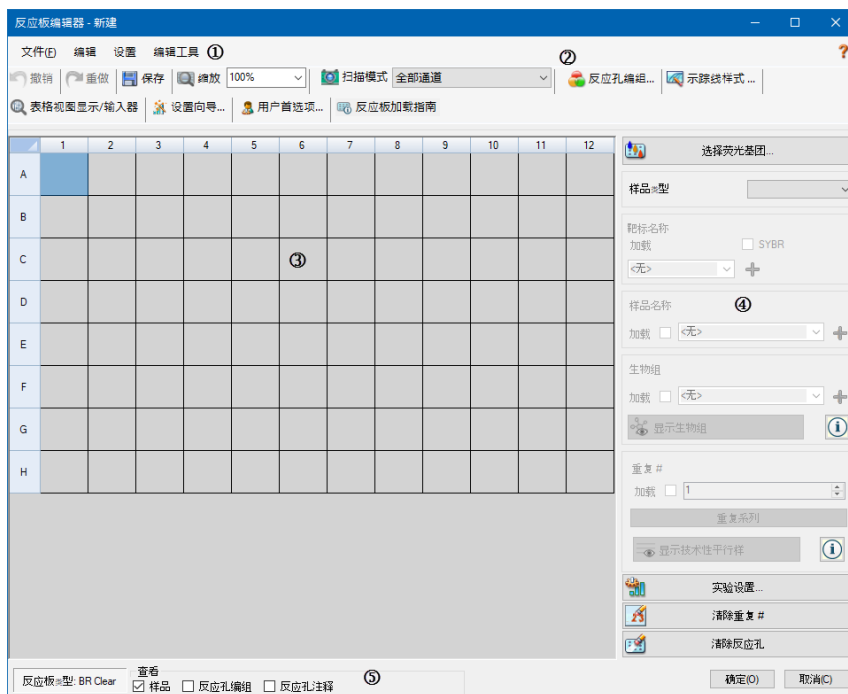 反应板编辑器 - 新建
文件(F) 编辑 设置 编辑工具 ① ② ?
撤销 重做 保存 缩放 100% 扫描模式 全部通道 反应孔编组... 示踪线样式 ...
表格视图显示/输入器 设置向导... 用户首选项... 反应板加载指南
1 2 3 4 5 6 7 8 9 10 11 12
A
B
C ③
D
E
F
G
H
选择荧光基团...
样品类型
靶标名称
加载 SYBR
<无>
样品名称 ④
加载 <无>
生物组
加载 <无>
显示生物组
重复 #
加载 1
重复系列
显示技术性平行样
实验设置...
清除重复 #
清除反应孔
查看
反应板类型: BR Clear 样品 反应孔编组 反应孔注释 ⑤ 确定(O) 取消(C)